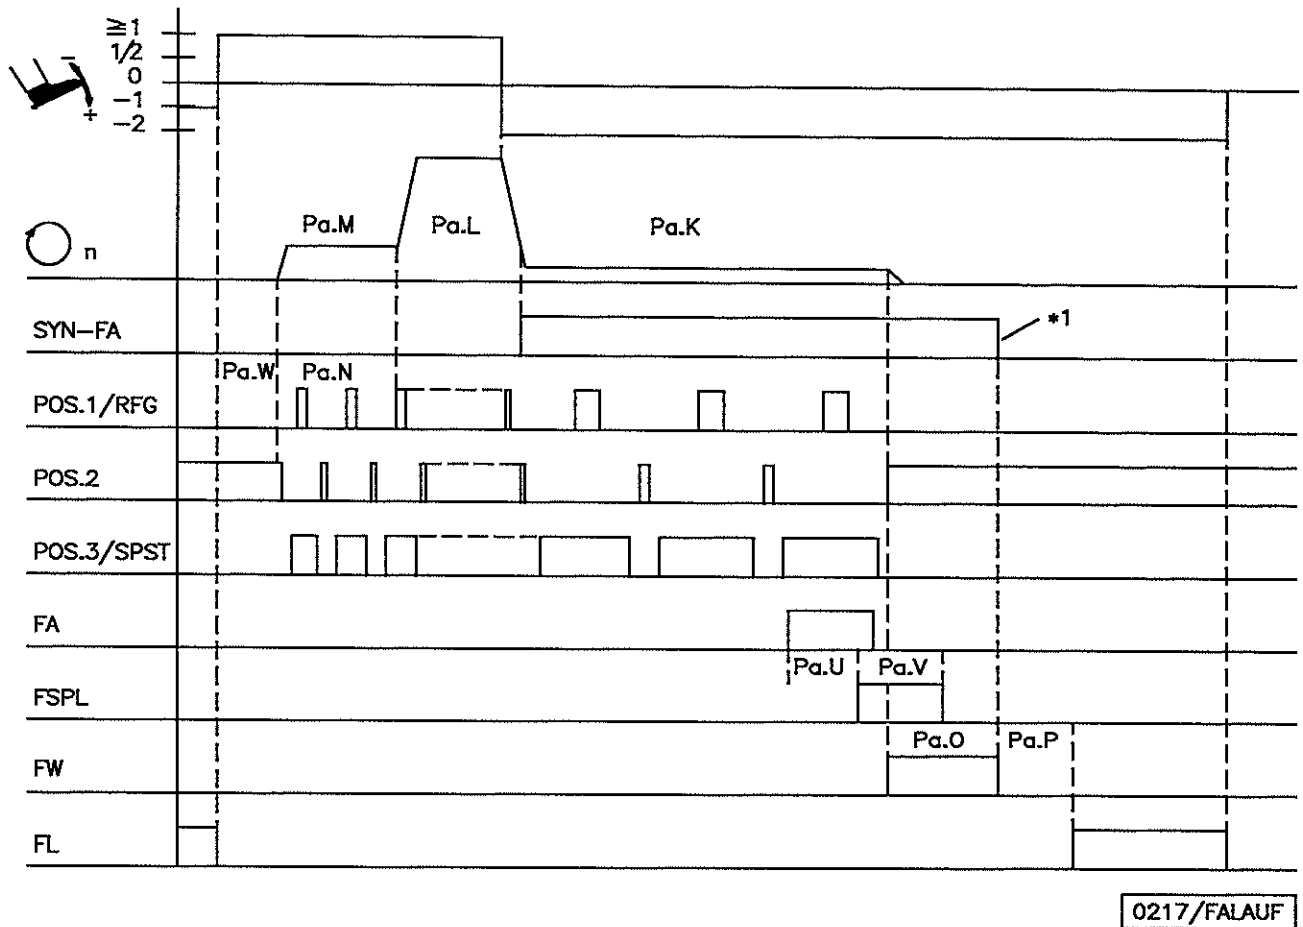 ≧1
1/2
0
−1
−2
−
+
Pa.M
Pa.L
Pa.K
n
SYN−FA
*1
Pa.W
Pa.N
POS.1/RFG
POS.2
POS.3/SPST
FA
Pa.U
Pa.V
FSPL
Pa.O
Pa.P
FW
FL
0217/FALAUF